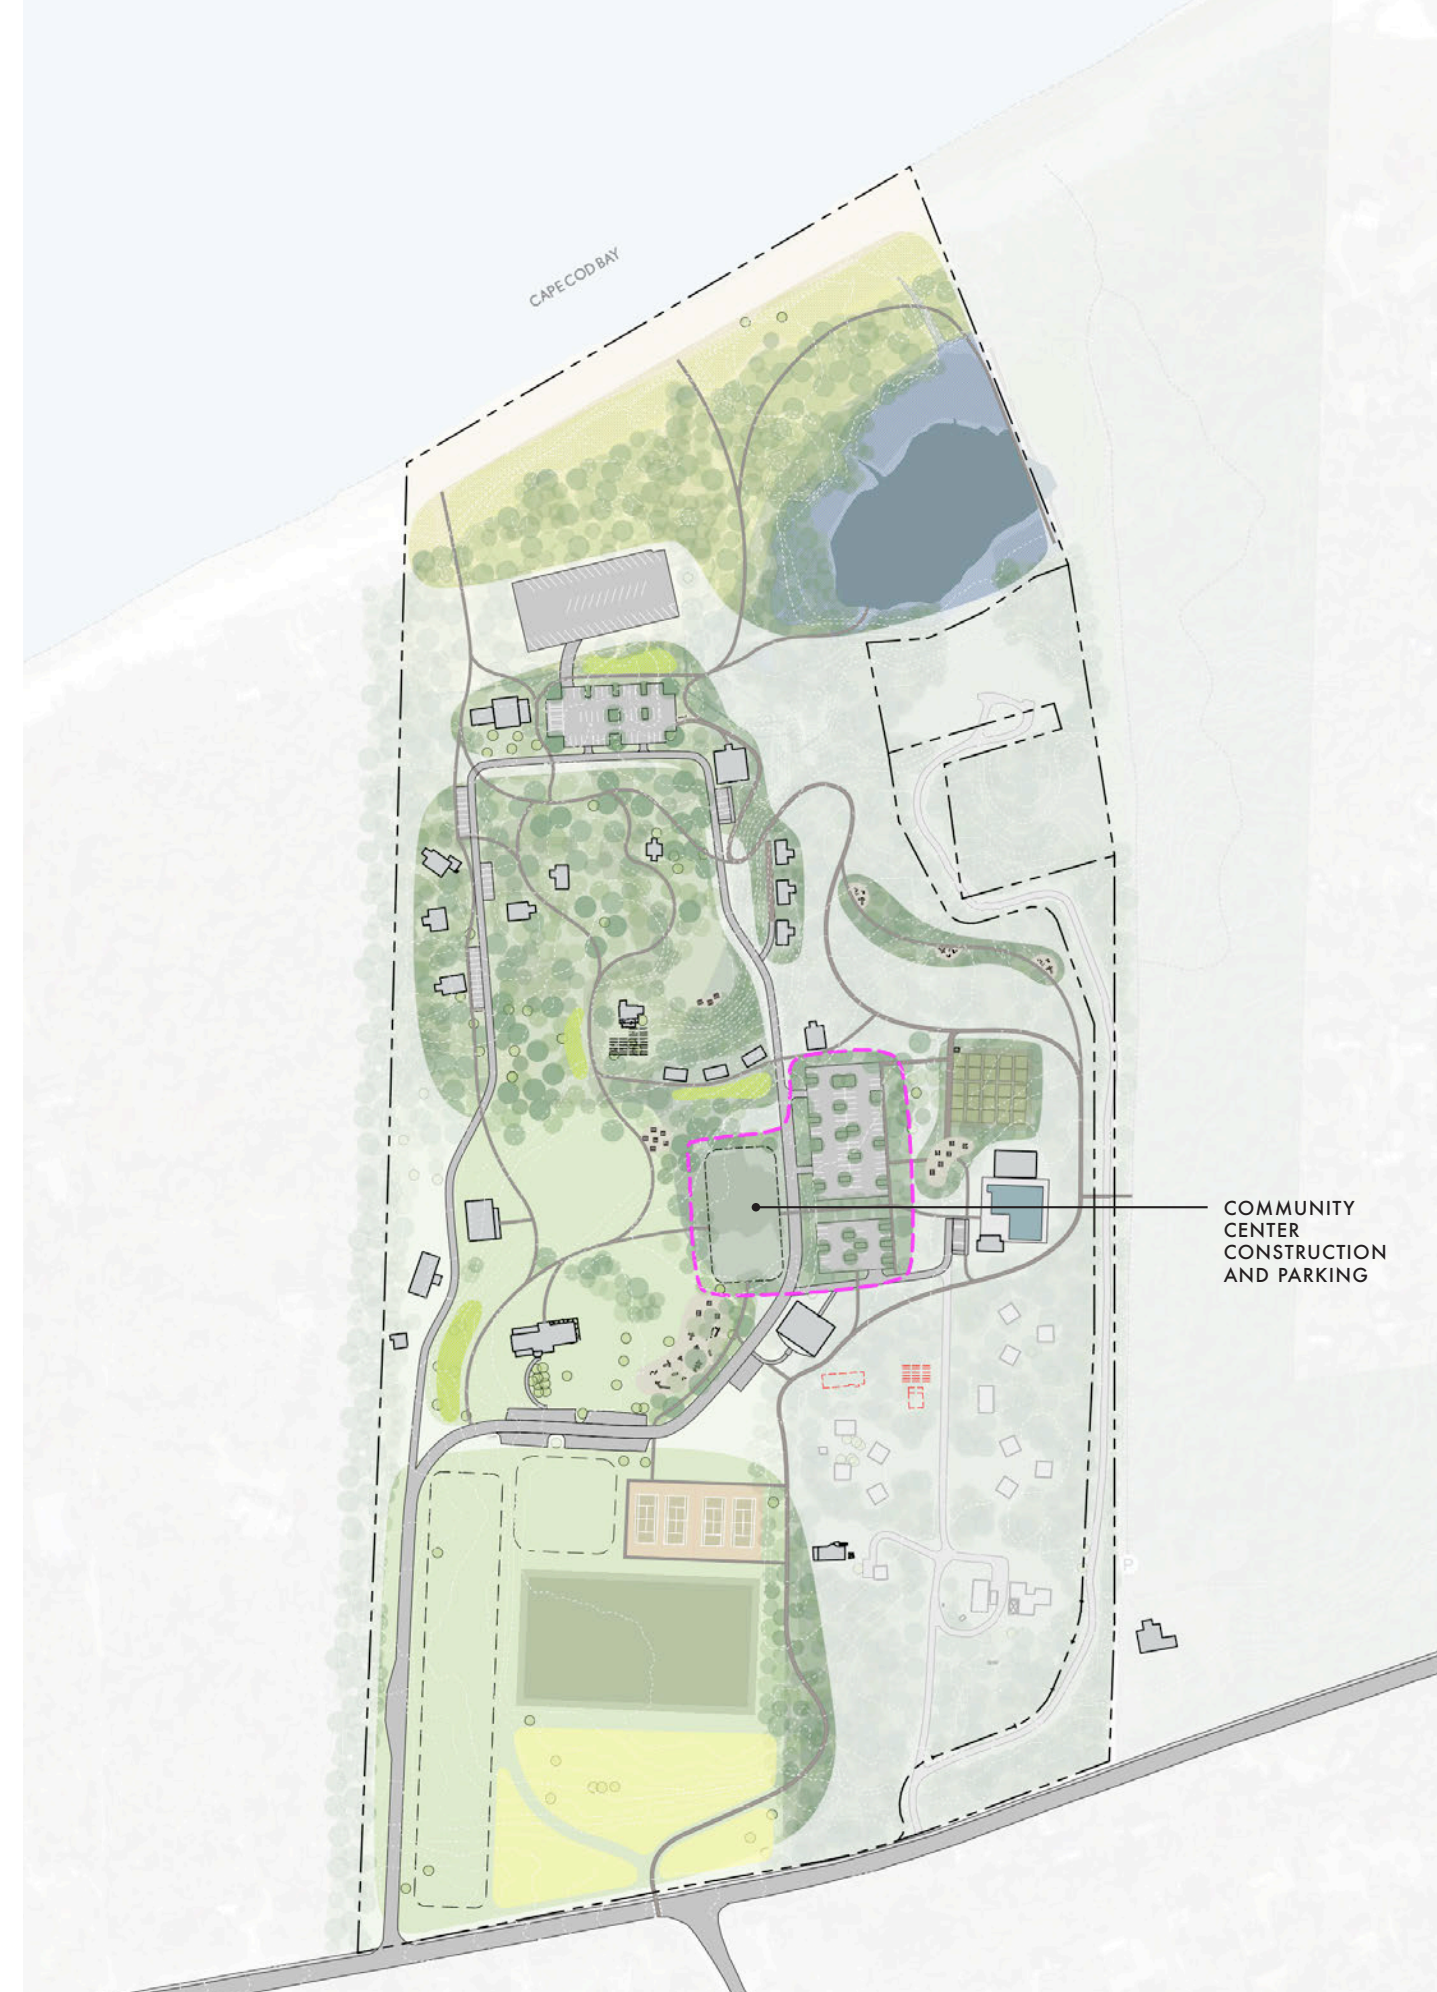 CAPE COD BAY
COMMUNITY
CENTER
CONSTRUCTION
AND PARKING
P